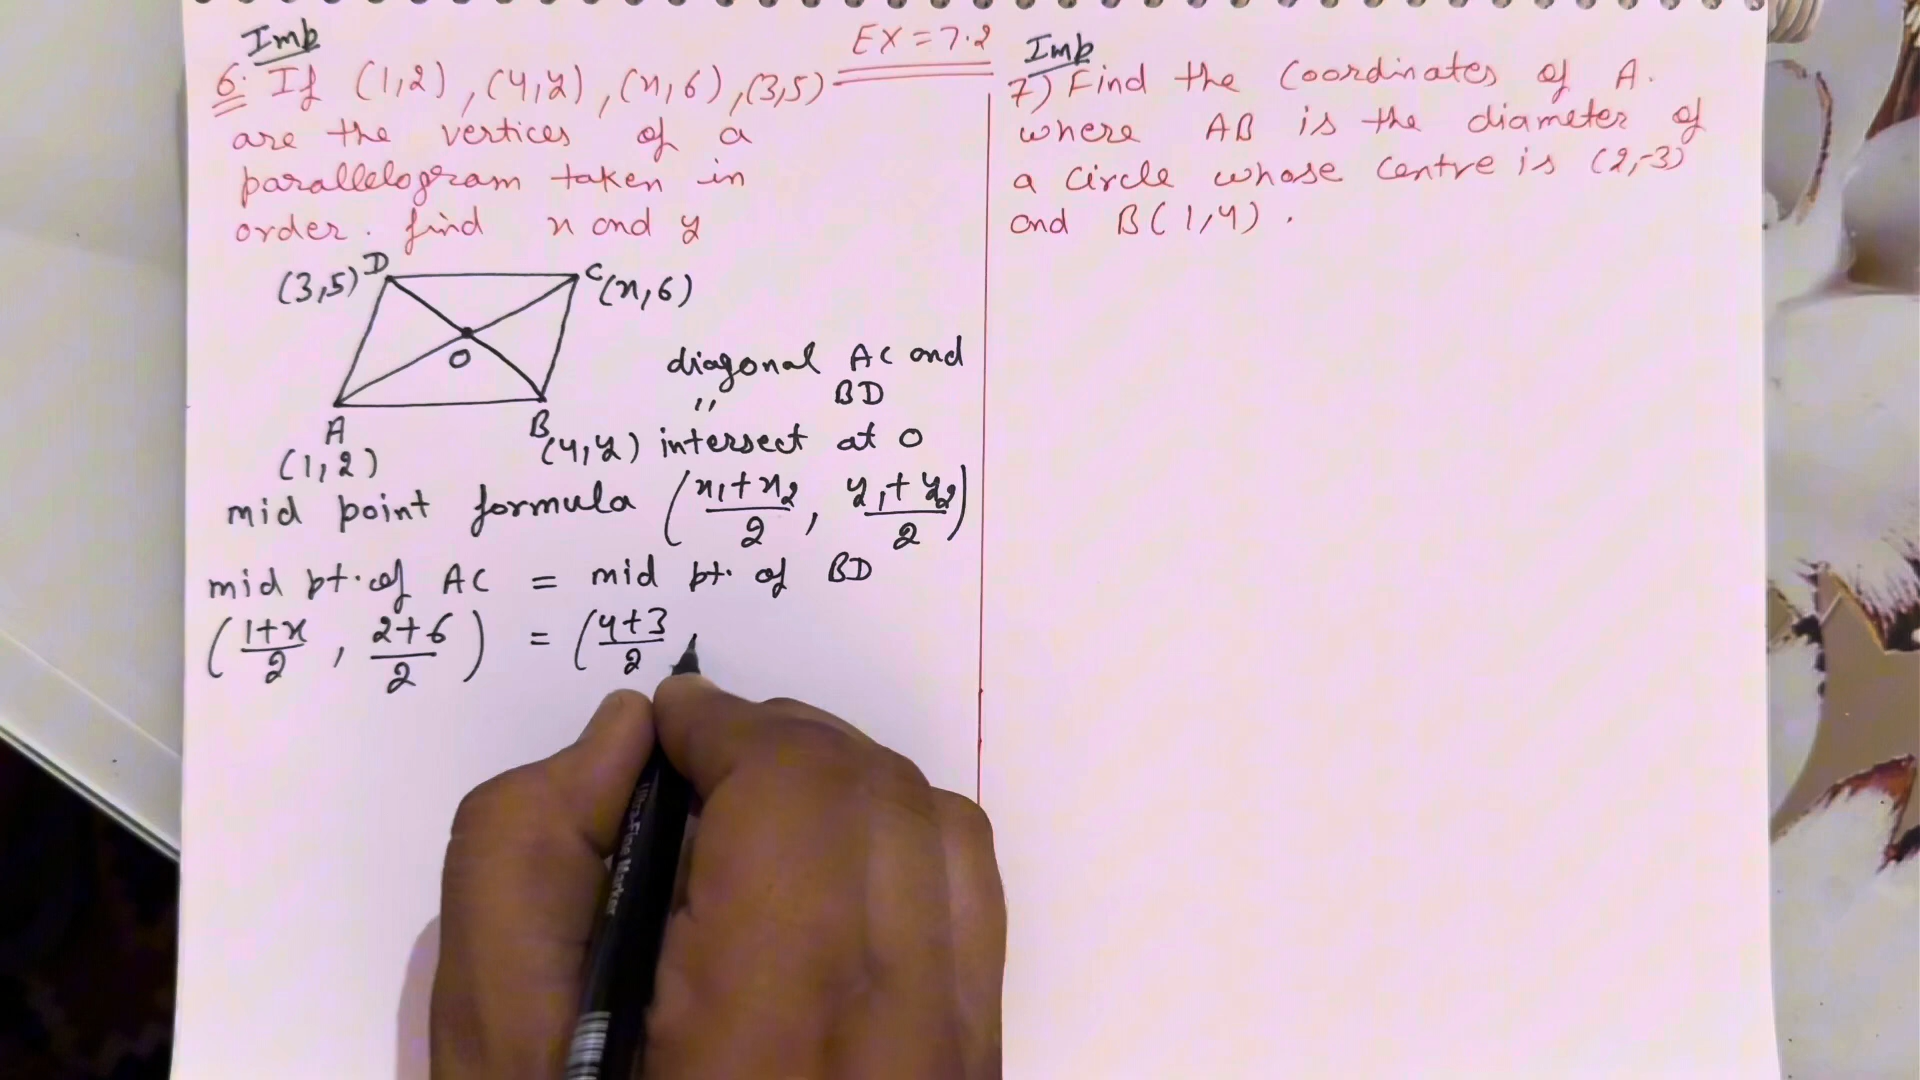 Imp
EX = 7.2
6. If (1,2), (4,y), (x,6), (3,5)
are the vertices of a
parallelogram taken in
order. find x and y
D
(3,5)
C
(x,6)
O
A
(1,2)
B
(4,y)
diagonal AC and
" BD
intersect at O
mid point formula (x₁+x₂/2, y₁+y₂/2)
mid pt. of AC = mid pt. of BD
(1+x/2, 2+6/2) = (4+3/2,
Imp
7) Find the Coordinates of A.
where AB is the diameter of
a circle whose centre is (2,-3)
and B(1,4).
Ultra-Fine Marker